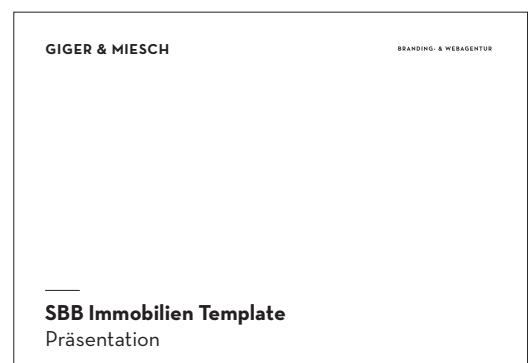 GIGER & MIESCH
BRANDING- & WEBAGENTUR
SBB Immobilien Template
Präsentation